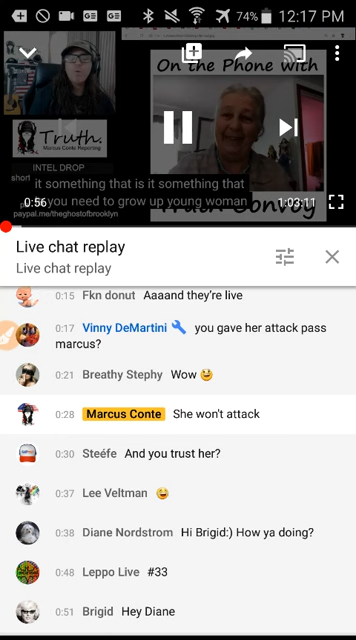 GE GE 74% 12:17 PM
On the Phone with
Truth.
Marcus Conte Reporting
INTEL DROP
short
it something that is it something that
you need to grow up young woman
0:56
1:03:11
paypal.me/theghostofbrooklyn
Convoy
Live chat replay
Live chat replay
0:15 Fkn donut Aaaand they're live
0:17 Vinny DeMartini you gave her attack pass
marcus?
0:21 Breathy Stephy Wow
0:28 Marcus Conte She won't attack
0:30 Steéfe And you trust her?
0:37 Lee Veltman
0:38 Diane Nordstrom Hi Brigid:) How ya doing?
0:48 Leppo Live #33
0:51 Brigid Hey Diane